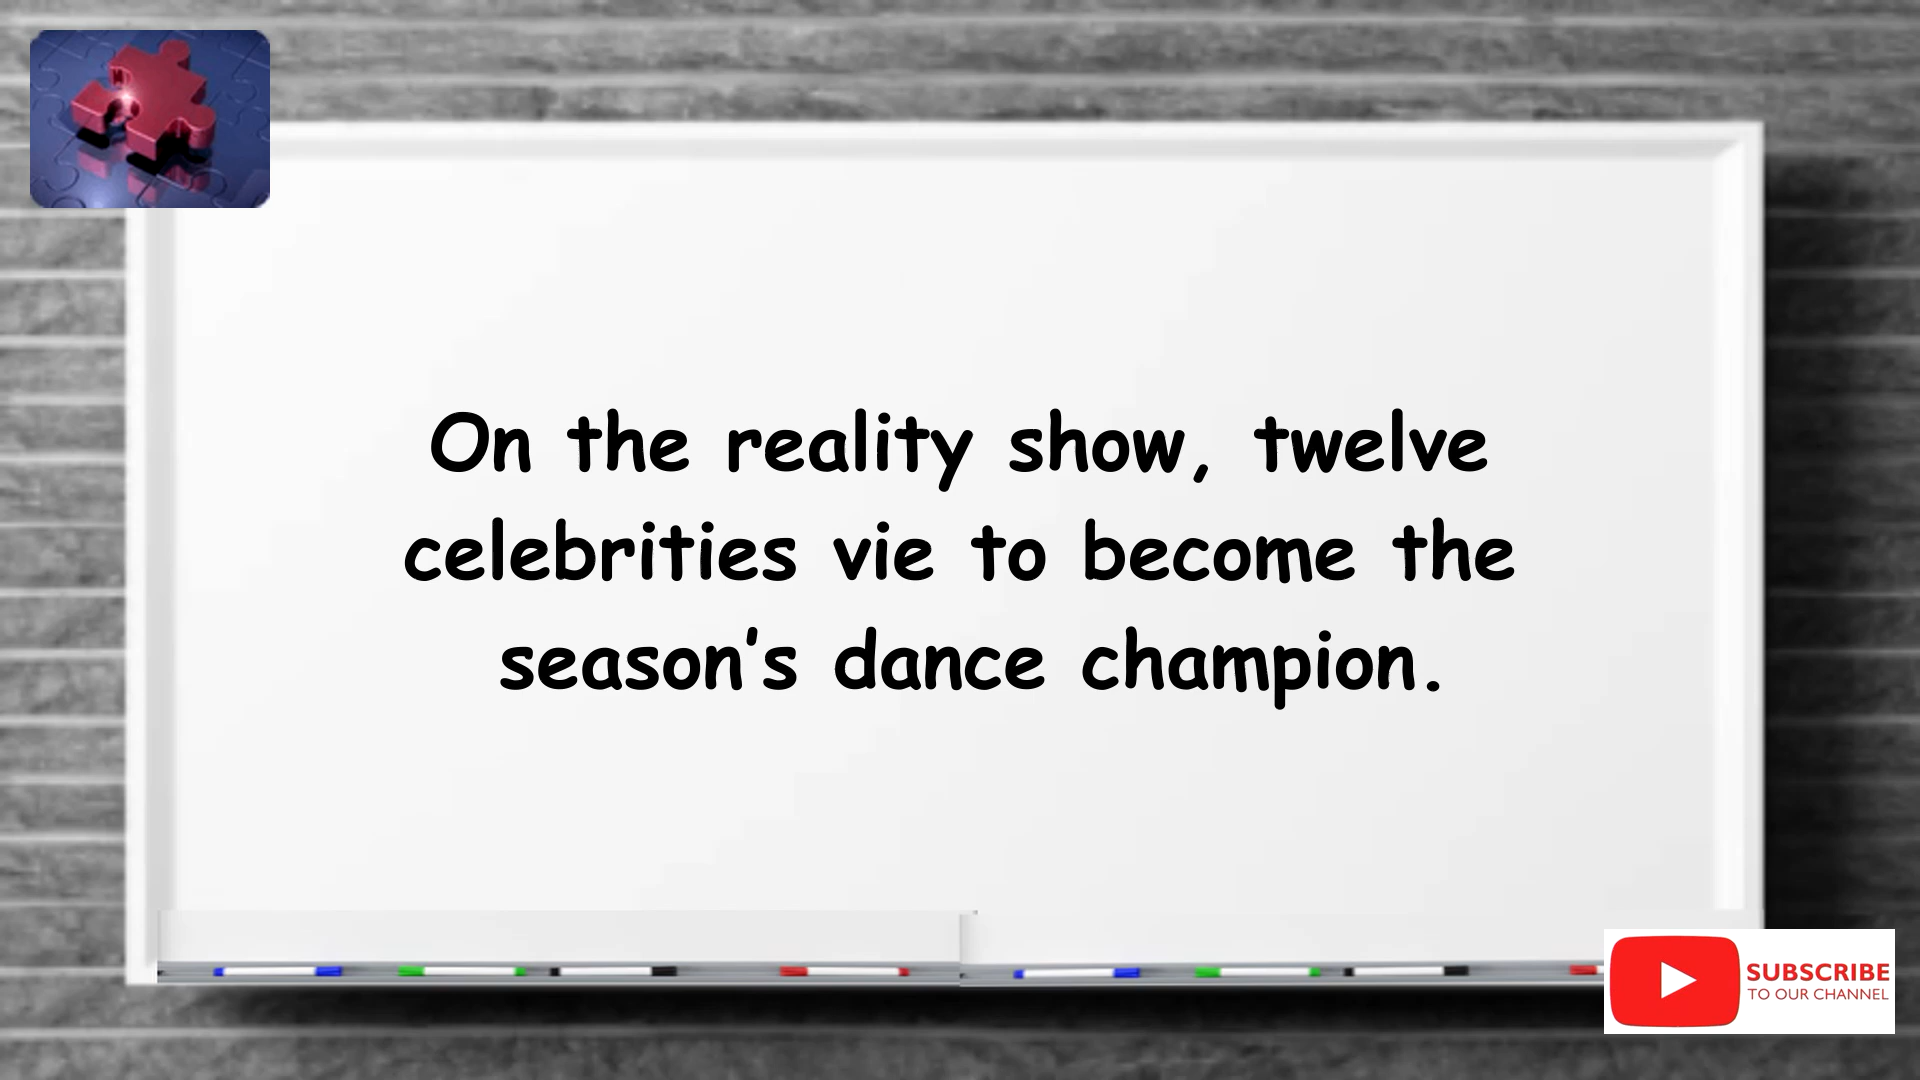 On the reality show, twelve
celebrities vie to become the
season’s dance champion.
SUBSCRIBE
TO OUR CHANNEL